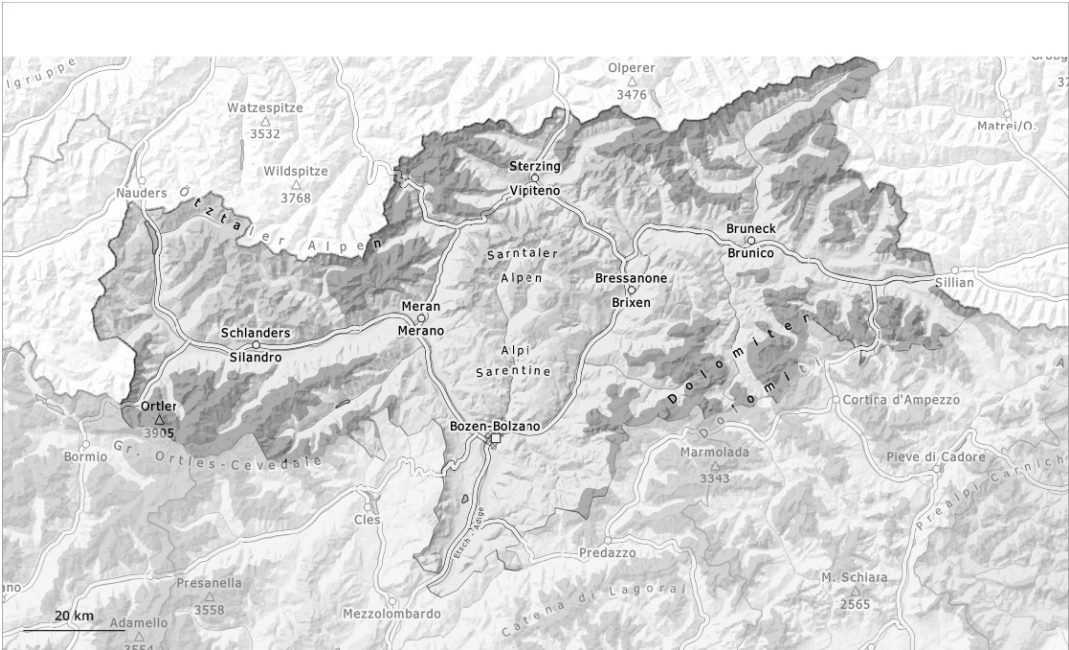 lgruppe
Olperer
3476
Watzespitze
3532
Matrei/O.
Sterzing
Vipiteno
Wildspitze
3768
Nauders
Ötztaler Alpen
Bruneck
Brunico
Sarntaler
Alpen
Bressanone
Brixen
Sillian
Meran
Merano
Schlanders
Silandro
Alpi
Sarentine
Dolomiten
Dolomiti
Ortler
3905
Cortina d'Ampezzo
Bozen-Bolzano
Gr. Ortles-Cevedale
Bormio
Marmolada
3343
Pieve di Cadore
Prealpi Carnich
Cles
Etsch - Adige
Predazzo
Presanella
3558
M. Schiara
2565
Catena di Lagorai
Mezzolombardo
20 km
Adamello
3554